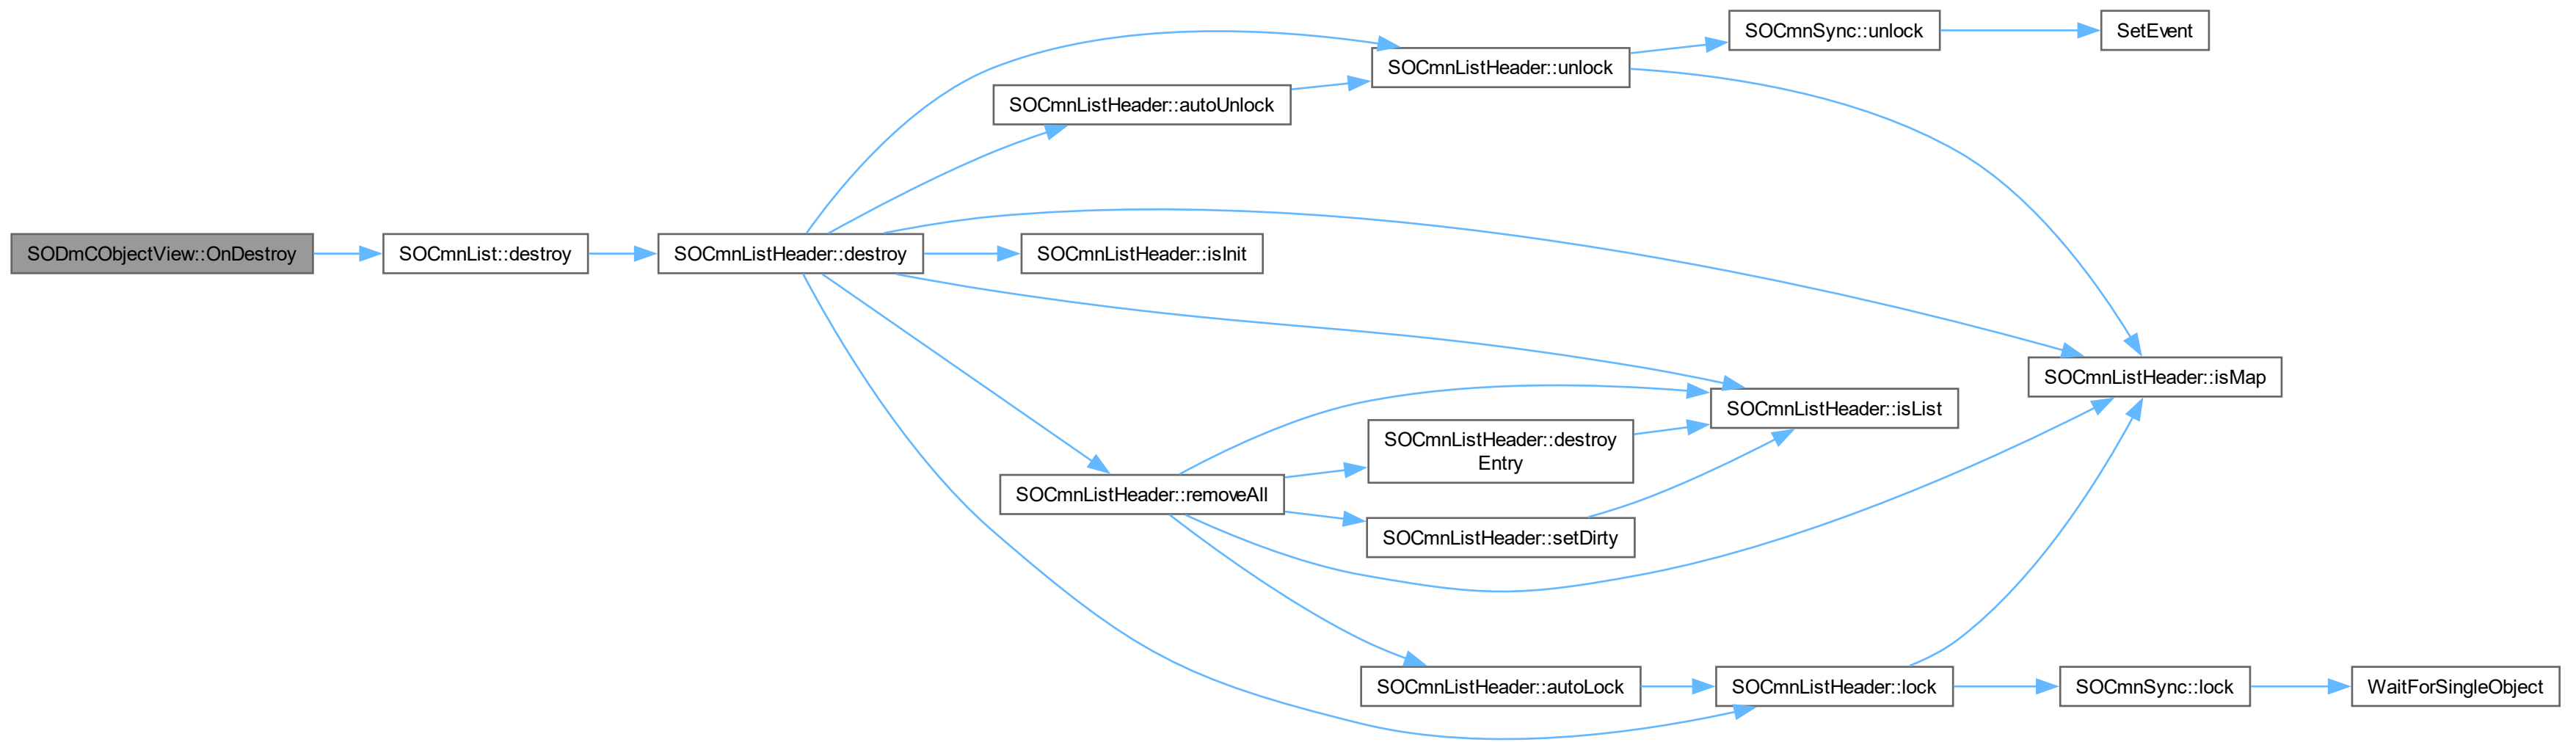 SOCmnSync::unlock
SetEvent
SOCmnListHeader::unlock
SOCmnListHeader::autoUnlock
SODmCObjectView::OnDestroy
SOCmnList::destroy
SOCmnListHeader::destroy
SOCmnListHeader::isInit
SOCmnListHeader::isMap
SOCmnListHeader::isList
SOCmnListHeader::destroy
Entry
SOCmnListHeader::removeAll
SOCmnListHeader::setDirty
SOCmnListHeader::autoLock
SOCmnListHeader::lock
SOCmnSync::lock
WaitForSingleObject